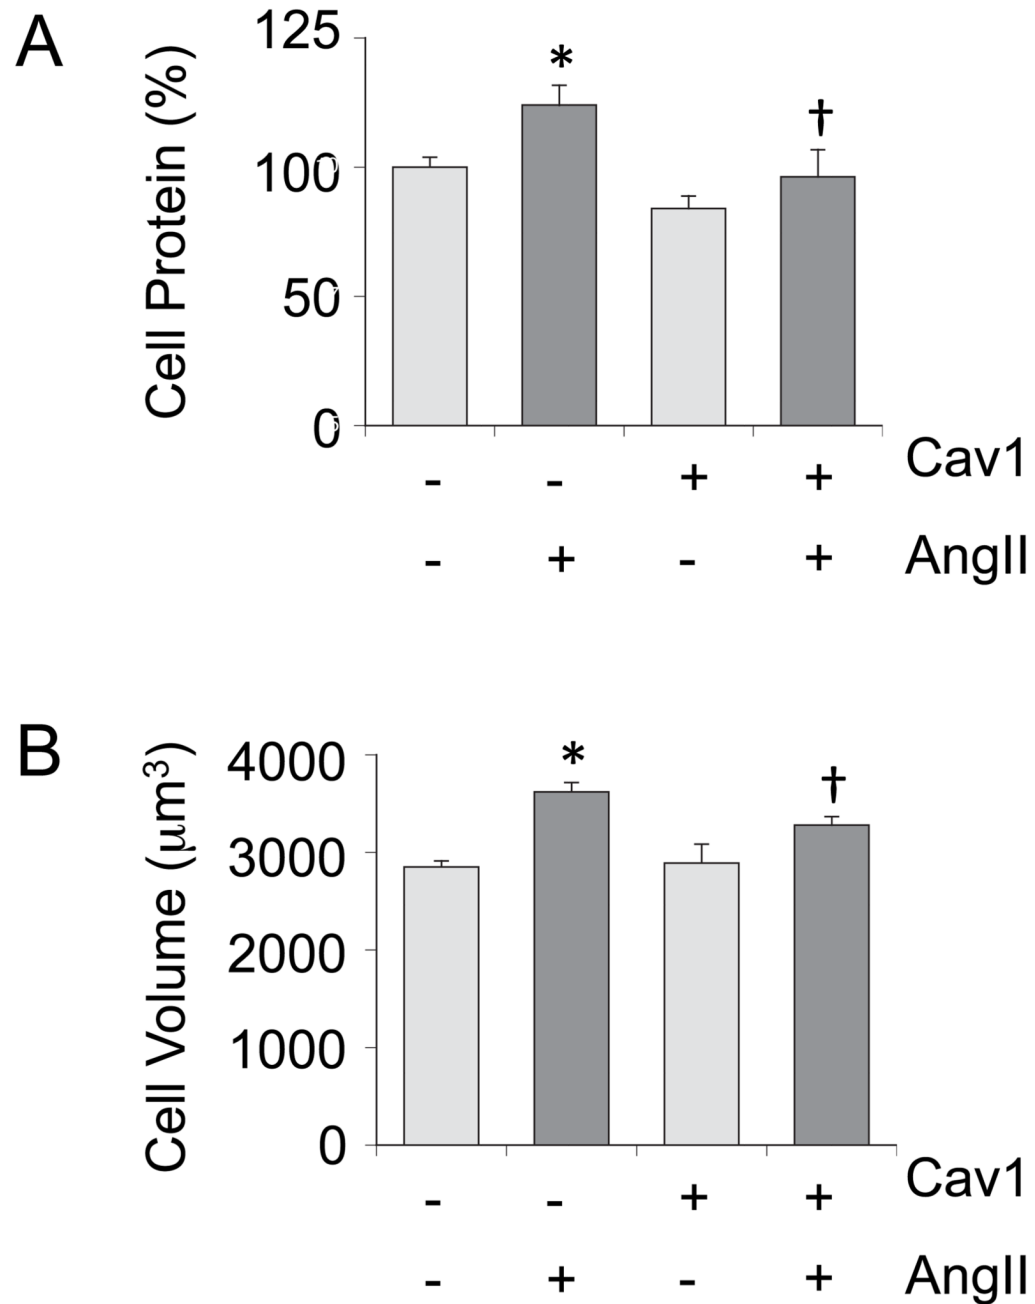 A
Cell Protein (%)
125
100
50
0
*
†
- - + + Cav1
- + - + AngII
B
Cell Volume (μm³)
4000
3000
2000
1000
0
*
†
- - + + Cav1
- + - + AngII